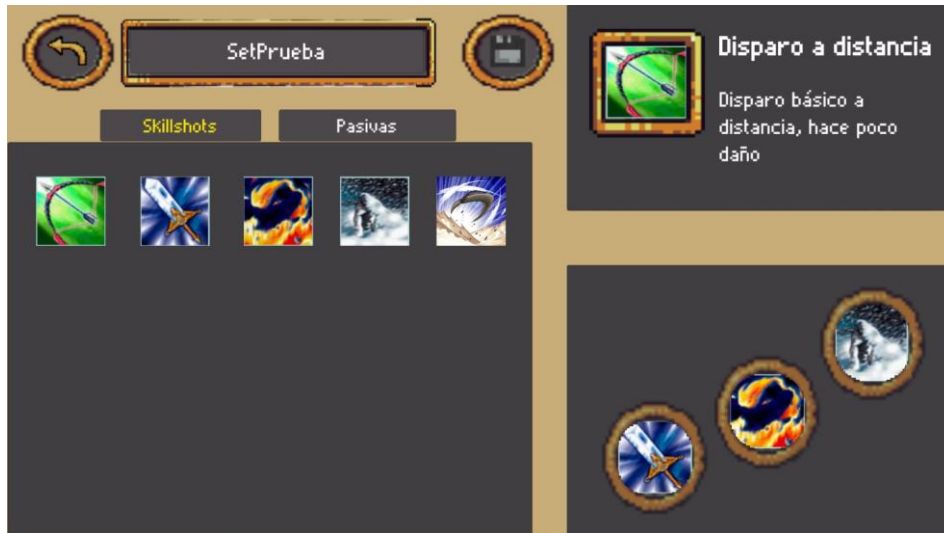 SetPrueba
Skillshots
Pasivas
Disparo a distancia
Disparo básico a
distancia, hace poco
daño